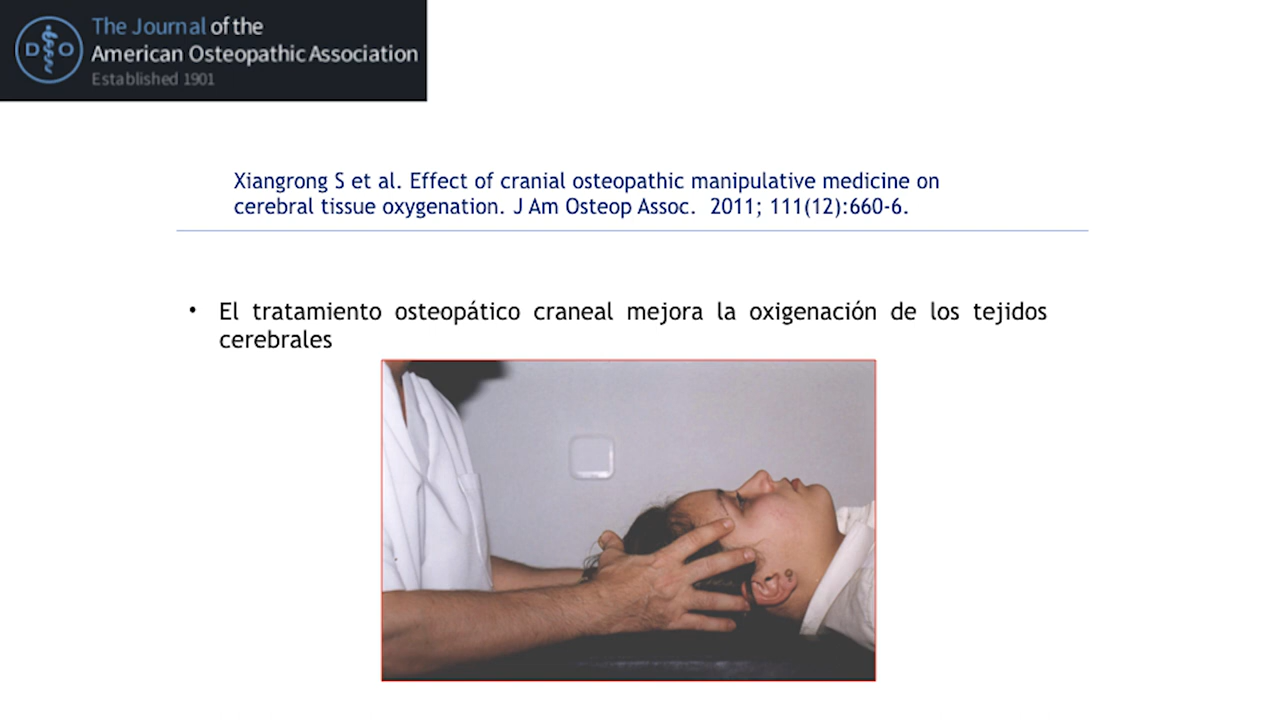 The Journal of the
American Osteopathic Association
Established 1901
D O
Xiangrong S et al. Effect of cranial osteopathic manipulative medicine on
cerebral tissue oxygenation. J Am Osteop Assoc. 2011; 111(12):660-6.
• El tratamiento osteopático craneal mejora la oxigenación de los tejidos
cerebrales